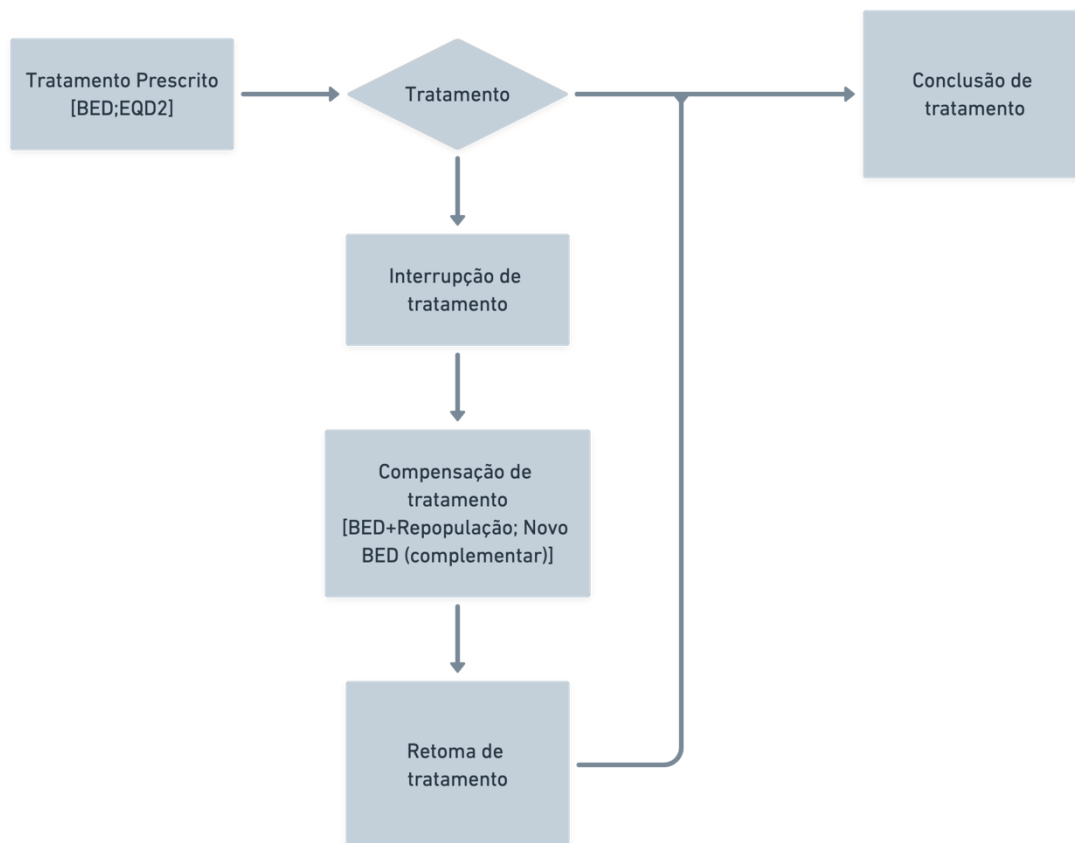 Tratamento Prescrito
[BED;EQD2]
Tratamento
Conclusão de
tratamento
Interrupção de
tratamento
Compensação de
tratamento
[BED+Repopulação; Novo
BED (complementar)]
Retoma de
tratamento